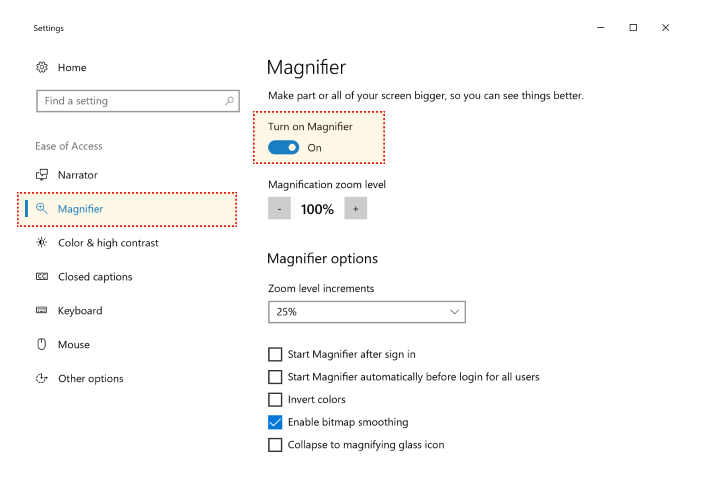 Settings
Home
Find a setting
Ease of Access
Narrator
Magnifier
Color & high contrast
Closed captions
Keyboard
Mouse
Other options
Magnifier
Make part or all of your screen bigger, so you can see things better.
Turn on Magnifier
On
Magnification zoom level
- 100% +
Magnifier options
Zoom level increments
25%
Start Magnifier after sign in
Start Magnifier automatically before login for all users
Invert colors
Enable bitmap smoothing
Collapse to magnifying glass icon